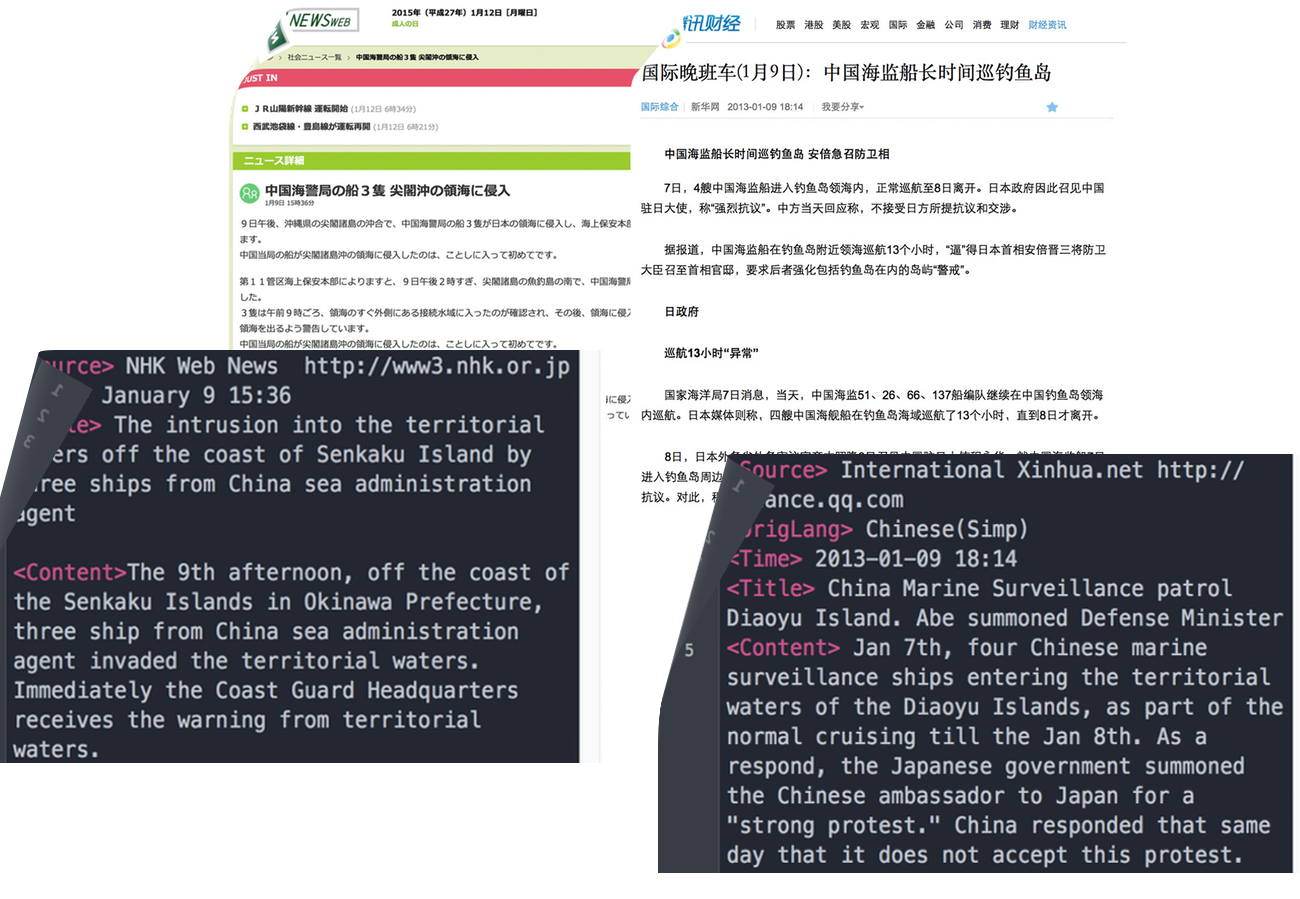 NEWSWEB
2015年（平成27年）1月12日［月曜日］
成人の日
› 社会ニュース一覧 › 中国海警局の船３隻 尖閣沖の領海に侵入
JUST IN
ＪＲ山陽新幹線 運転開始 (1月12日 6時34分)
西武池袋線・豊島線が運転再開 (1月12日 6時21分)
ニュース詳細
中国海警局の船３隻 尖閣沖の領海に侵入
1月9日 15時36分
９日午後、沖縄県の尖閣諸島の沖合で、中国海警局の船３隻が日本の領海に侵入し、海上保安本部
ます。
中国当局の船が尖閣諸島沖の領海に侵入したのは、ことしに入って初めてです。
第１１管区海上保安本部によりますと、９日午後２時すぎ、尖閣諸島の魚釣島の南で、中国海警局
した。
３隻は午前９時ごろ、領海のすぐ外側にある接続水域に入ったのが確認され、その後、領海に侵入
領海を出るよう警告しています。
中国当局の船が尖閣諸島沖の領海に侵入したのは、ことしに入って初めてです。
に侵入
ってい
讯财经
股票 港股 美股 宏观 国际 金融 公司 消费 理财 财经资讯
国际晚班车(1月9日)：中国海监船长时间巡钓鱼岛
国际综合 新华网 2013-01-09 18:14 我要分享
中国海监船长时间巡钓鱼岛 安倍急召防卫相
7日，4艘中国海监船进入钓鱼岛领海内，正常巡航至8日离开。日本政府因此召见中国
驻日大使，称“强烈抗议”。中方当天回应称，不接受日方所提抗议和交涉。
据报道，中国海监船在钓鱼岛附近领海巡航13个小时，“逼”得日本首相安倍晋三将防卫
大臣召至首相官邸，要求后者强化包括钓鱼岛在内的岛屿“警戒”。
日政府
巡航13小时“异常”
国家海洋局7日消息，当天，中国海监51、26、66、137船编队继续在中国钓鱼岛领海
内巡航。日本媒体则称，四艘中国海舰船在钓鱼岛海域巡航了13个小时，直到8日才离开。
8日，日本外
进入钓鱼岛周边
抗议。对此，
ource> NHK Web News http://www3.nhk.or.jp
1 January 9 15:36
2 le> The intrusion into the territorial
3 ers off the coast of Senkaku Island by
ree ships from China sea administration
agent
<Content>The 9th afternoon, off the coast of
the Senkaku Islands in Okinawa Prefecture,
three ship from China sea administration
agent invaded the territorial waters.
Immediately the Coast Guard Headquarters
receives the warning from territorial
waters.
Source> International Xinhua.net http://
1 ance.qq.com
OrigLang> Chinese(Simp)
2 <Time> 2013-01-09 18:14
<Title> China Marine Surveillance patrol
Diaoyu Island. Abe summoned Defense Minister
5 <Content> Jan 7th, four Chinese marine
surveillance ships entering the territorial
waters of the Diaoyu Islands, as part of the
normal cruising till the Jan 8th. As a
respond, the Japanese government summoned
the Chinese ambassador to Japan for a
"strong protest." China responded that same
day that it does not accept this protest.